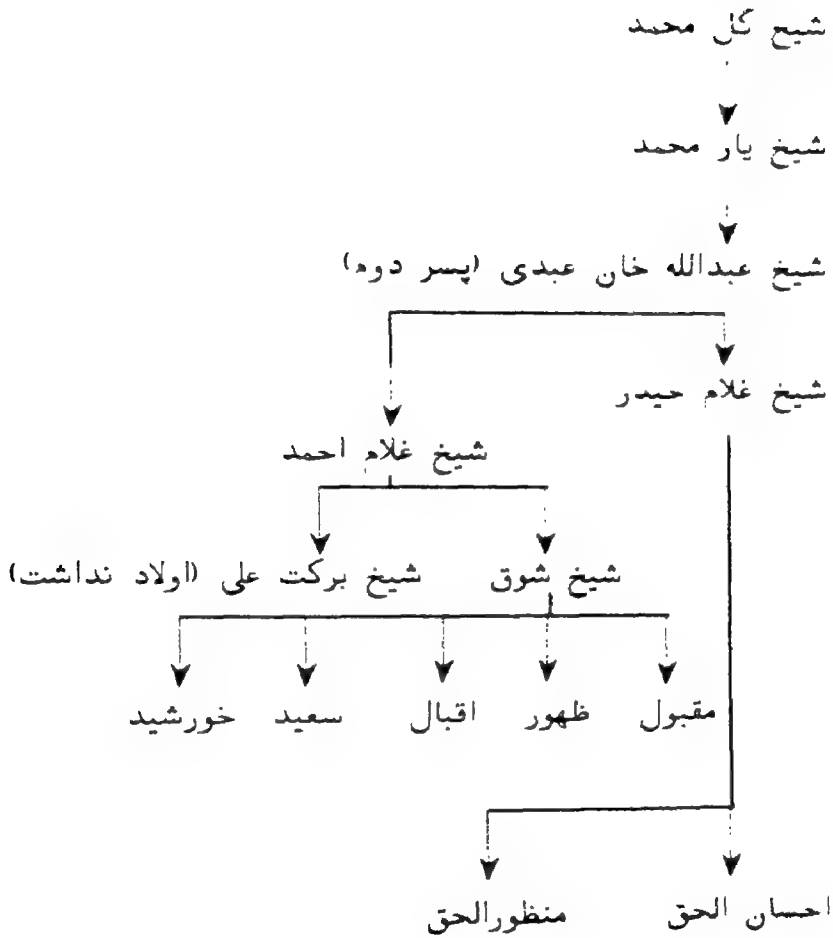 شیخ گل محمد
شیخ یار محمد
شیخ عبدالله خان عبدی (پسر دوم)
شیخ غلام حیدر
شیخ غلام احمد
شیخ شوق شیخ برکت علی (اولاد نداشت)
مقبول ظهور اقبال سعید خورشید
احسان الحق منظورالحق